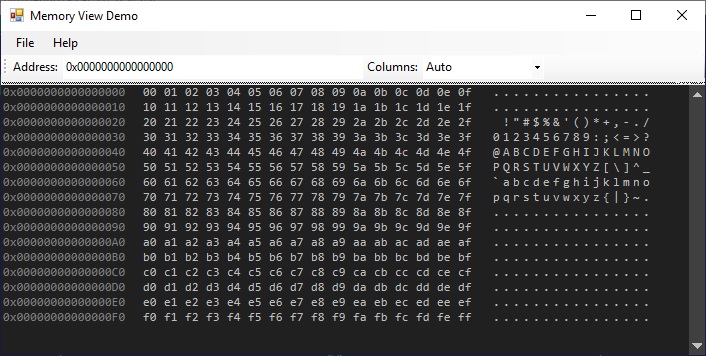 Memory View Demo
File Help
Address: 0x0000000000000000 Columns: Auto
0x0000000000000000 00 01 02 03 04 05 06 07 08 09 0a 0b 0c 0d 0e 0f ................
0x0000000000000010 10 11 12 13 14 15 16 17 18 19 1a 1b 1c 1d 1e 1f ................
0x0000000000000020 20 21 22 23 24 25 26 27 28 29 2a 2b 2c 2d 2e 2f  !"#$%&'()*+,-./
0x0000000000000030 30 31 32 33 34 35 36 37 38 39 3a 3b 3c 3d 3e 3f 0123456789:;<=>?
0x0000000000000040 40 41 42 43 44 45 46 47 48 49 4a 4b 4c 4d 4e 4f @ABCDEFGHIJKLMNO
0x0000000000000050 50 51 52 53 54 55 56 57 58 59 5a 5b 5c 5d 5e 5f PQRSTUVWXYZ[\]^_
0x0000000000000060 60 61 62 63 64 65 66 67 68 69 6a 6b 6c 6d 6e 6f `abcdefghijklmno
0x0000000000000070 70 71 72 73 74 75 76 77 78 79 7a 7b 7c 7d 7e 7f pqrstuvwxyz{|}~.
0x0000000000000080 80 81 82 83 84 85 86 87 88 89 8a 8b 8c 8d 8e 8f ................
0x0000000000000090 90 91 92 93 94 95 96 97 98 99 9a 9b 9c 9d 9e 9f ................
0x00000000000000A0 a0 a1 a2 a3 a4 a5 a6 a7 a8 a9 aa ab ac ad ae af ................
0x00000000000000B0 b0 b1 b2 b3 b4 b5 b6 b7 b8 b9 ba bb bc bd be bf ................
0x00000000000000C0 c0 c1 c2 c3 c4 c5 c6 c7 c8 c9 ca cb cc cd ce cf ................
0x00000000000000D0 d0 d1 d2 d3 d4 d5 d6 d7 d8 d9 da db dc dd de df ................
0x00000000000000E0 e0 e1 e2 e3 e4 e5 e6 e7 e8 e9 ea eb ec ed ee ef ................
0x00000000000000F0 f0 f1 f2 f3 f4 f5 f6 f7 f8 f9 fa fb fc fd fe ff ................